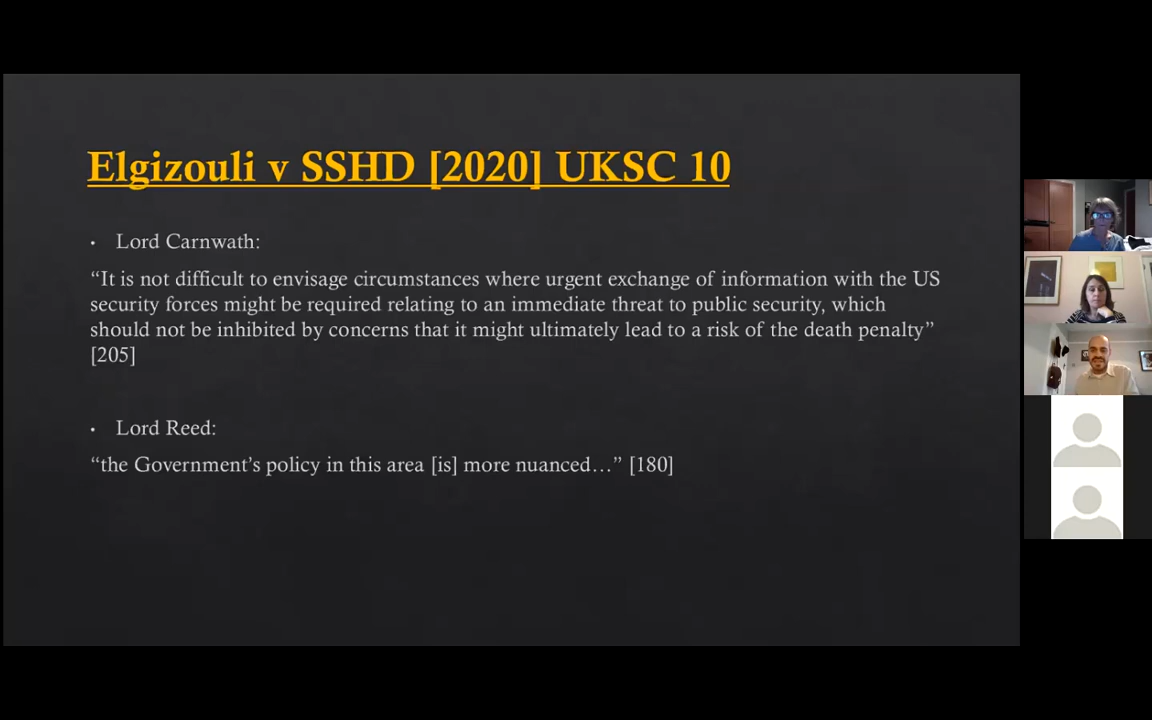 Elgizouli v SSHD [2020] UKSC 10
• Lord Carnwath:
“It is not difficult to envisage circumstances where urgent exchange of information with the US
security forces might be required relating to an immediate threat to public security, which
should not be inhibited by concerns that it might ultimately lead to a risk of the death penalty”
[205]
• Lord Reed:
“the Government’s policy in this area [is] more nuanced…” [180]